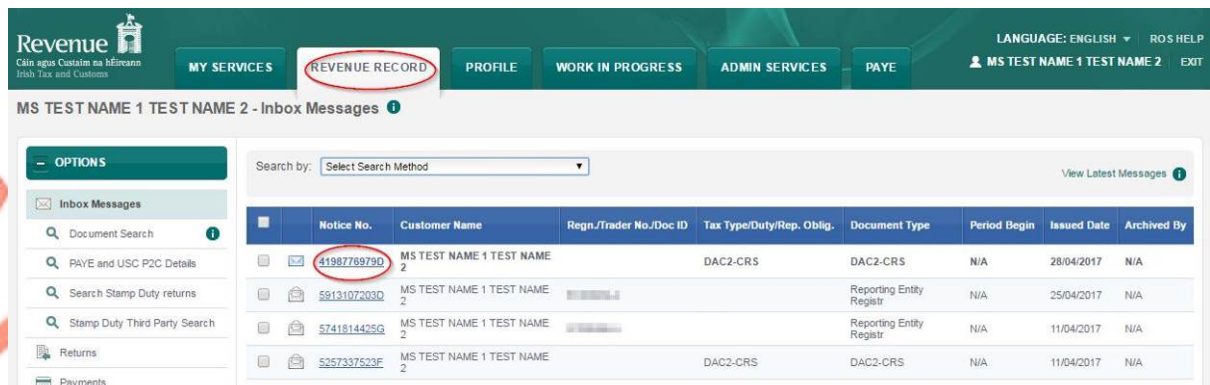 Revenue
Cáin agus Custaim na hÉireann
Irish Tax and Customs
MY SERVICES
REVENUE RECORD
PROFILE
WORK IN PROGRESS
ADMIN SERVICES
PAYE
LANGUAGE: ENGLISH ROS HELP
MS TEST NAME 1 TEST NAME 2 EXIT
MS TEST NAME 1 TEST NAME 2 - Inbox Messages i
OPTIONS
Inbox Messages
Document Search i
PAYE and USC P2C Details
Search Stamp Duty returns
Stamp Duty Third Party Search
Returns
Payments
Search by: Select Search Method
View Latest Messages i
Notice No. Customer Name Regn./Trader No./Doc ID Tax Type/Duty/Rep. Oblig. Document Type Period Begin Issued Date Archived By
4198776979D MS TEST NAME 1 TEST NAME 2 DAC2-CRS DAC2-CRS N/A 28/04/2017 N/A
5913107203D MS TEST NAME 1 TEST NAME 2 Reporting Entity Registr N/A 25/04/2017 N/A
5741814425G MS TEST NAME 1 TEST NAME 2 Reporting Entity Registr N/A 11/04/2017 N/A
5257337523F MS TEST NAME 1 TEST NAME 2 DAC2-CRS DAC2-CRS N/A 11/04/2017 N/A